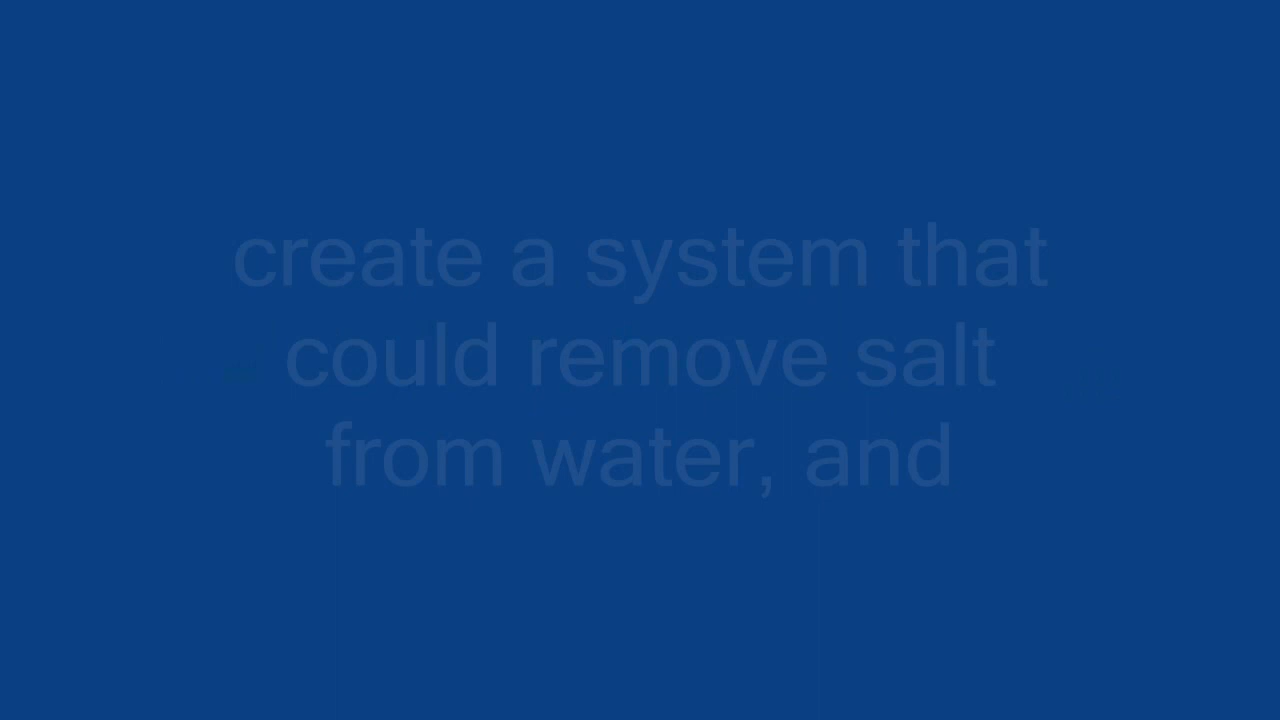 create a system that
could remove salt
from water, and